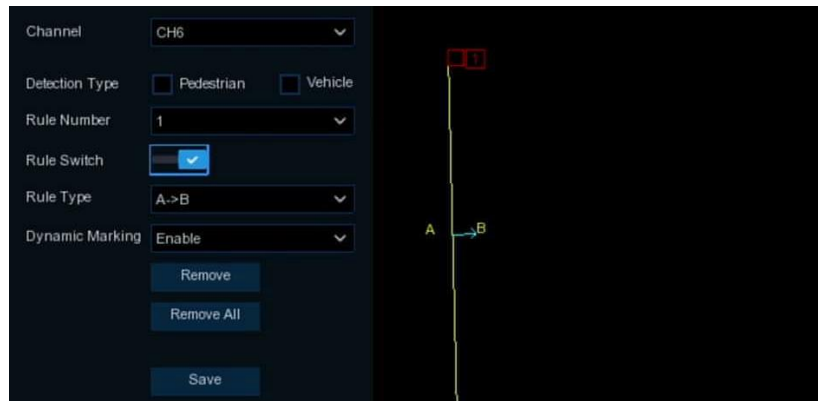 Channel CH6
1
Detection Type Pedestrian Vehicle
Rule Number 1
Rule Switch
Rule Type A->B
A B
Dynamic Marking Enable
Remove
Remove All
Save